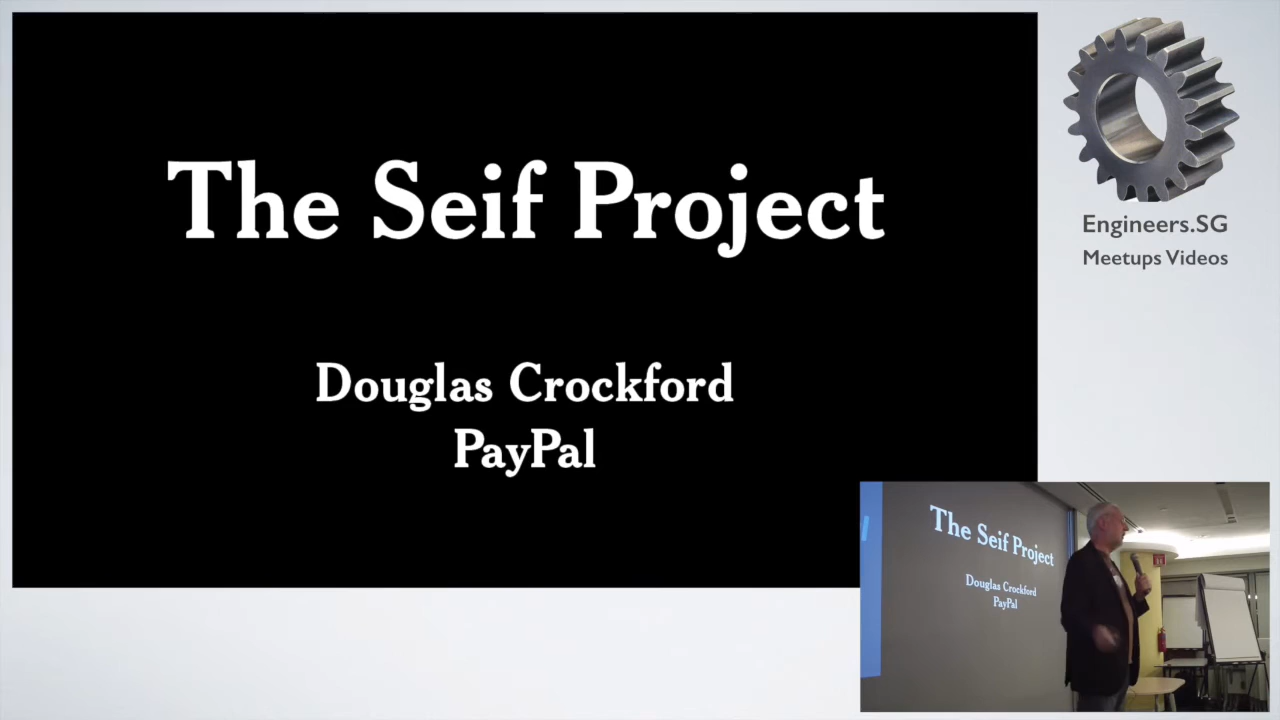 The Seif Project
Douglas Crockford
PayPal
Engineers.SG
Meetups Videos
The Seif Project
Douglas Crockford
PayPal